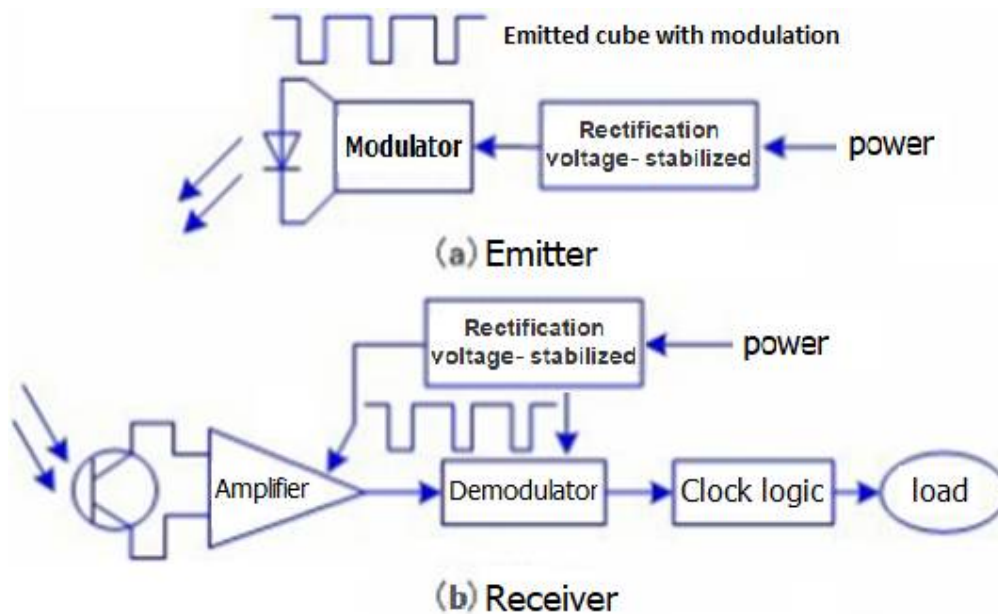 Emitted cube with modulation
Modulator
Rectification
voltage- stabilized
power
(a) Emitter
Rectification
voltage- stabilized
power
Amplifier
Demodulator
Clock logic
load
(b) Receiver